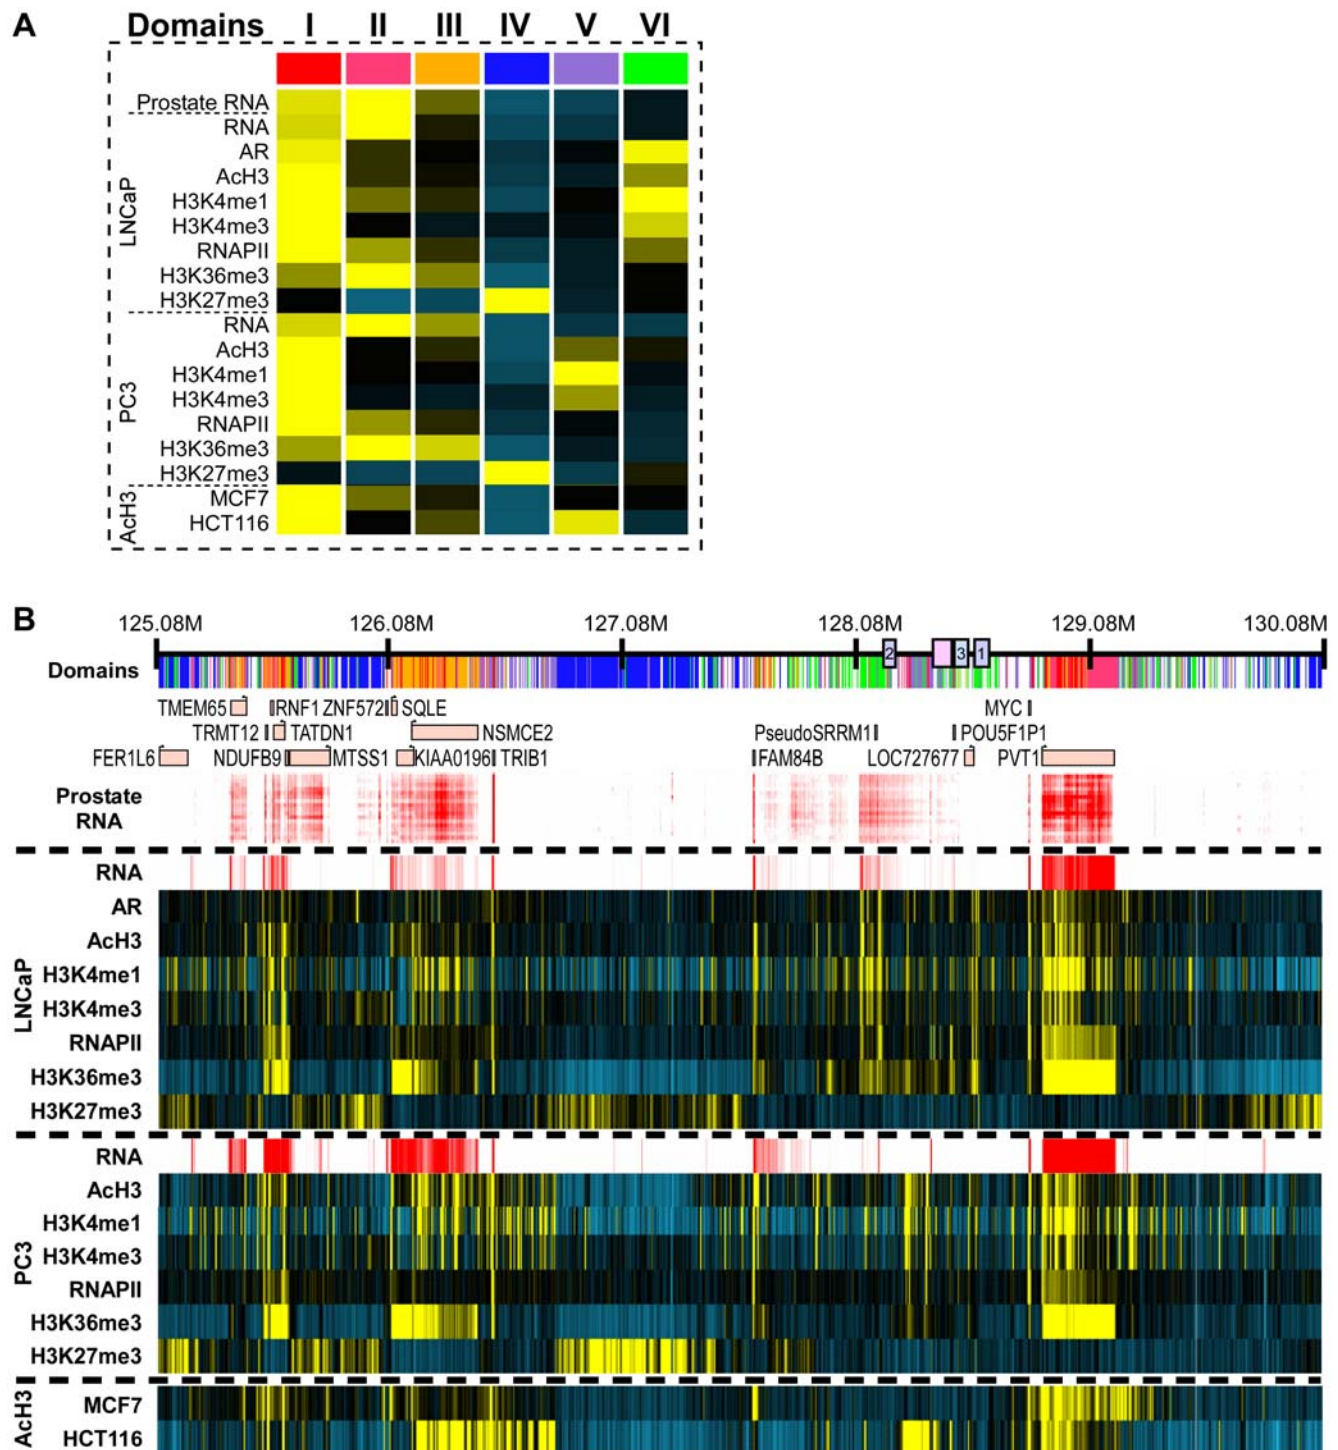 A
Domains I II III IV V VI
Prostate RNA
LNCaP
RNA
AR
AcH3
H3K4me1
H3K4me3
RNAPII
H3K36me3
H3K27me3
PC3
RNA
AcH3
H3K4me1
H3K4me3
RNAPII
H3K36me3
H3K27me3
AcH3
MCF7
HCT116
B
125.08M 126.08M 127.08M 128.08M 129.08M 130.08M
2 3 1
Domains
TMEM65 RNF1 ZNF572 SQLE MYC
TRMT12 TATDN1 NSMCE2 PseudoSRRM1 POU5F1P1
FER1L6 NDUFB9 MTSS1 KIAA0196 TRIB1 FAM84B LOC727677 PVT1
Prostate
RNA
LNCaP
RNA
AR
AcH3
H3K4me1
H3K4me3
RNAPII
H3K36me3
H3K27me3
PC3
RNA
AcH3
H3K4me1
H3K4me3
RNAPII
H3K36me3
H3K27me3
AcH3
MCF7
HCT116